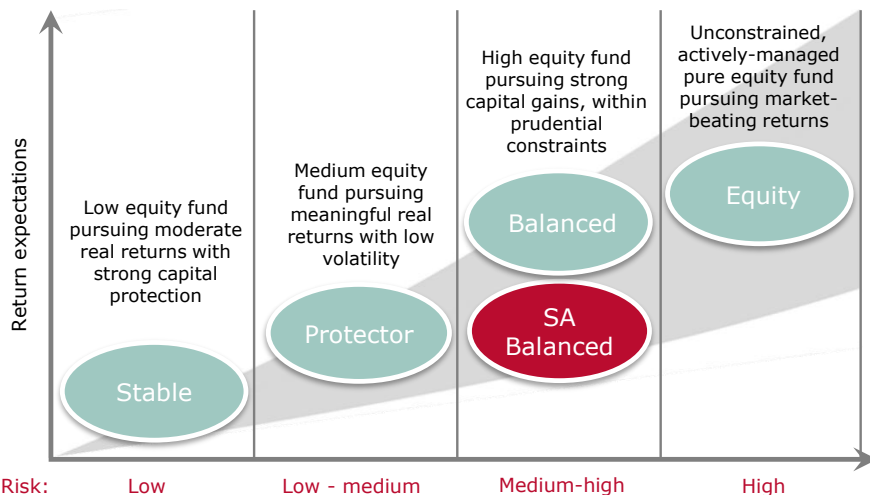 Return expectations
Low equity fund
pursuing moderate
real returns with
strong capital
protection
Stable
Medium equity
fund pursuing
meaningful real
returns with low
volatility
Protector
High equity fund
pursuing strong
capital gains, within
prudential
constraints
Balanced
SA
Balanced
Unconstrained,
actively-managed
pure equity fund
pursuing market-
beating returns
Equity
Risk:
Low
Low - medium
Medium-high
High